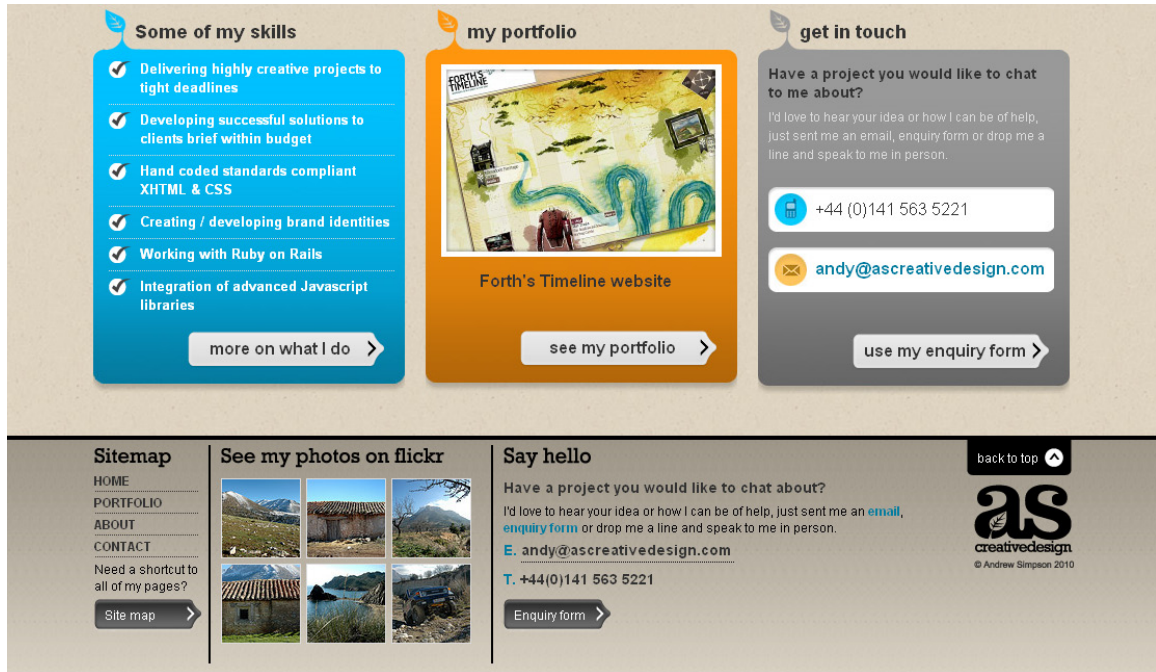 Some of my skills
Delivering highly creative projects to
tight deadlines
Developing successful solutions to
clients brief within budget
Hand coded standards compliant
XHTML & CSS
Creating / developing brand identities
Working with Ruby on Rails
Integration of advanced Javascript
libraries
more on what I do
my portfolio
FORTH'S
TIMELINE
Forth's Timeline website
see my portfolio
get in touch
Have a project you would like to chat
to me about?
I'd love to hear your idea or how I can be of help,
just sent me an email, enquiry form or drop me a
line and speak to me in person.
+44 (0)141 563 5221
andy@ascreativedesign.com
use my enquiry form
Sitemap
HOME
PORTFOLIO
ABOUT
CONTACT
Need a shortcut to
all of my pages?
Site map
See my photos on flickr
Say hello
Have a project you would like to chat about?
I'd love to hear your idea or how I can be of help, just sent me an email,
enquiry form or drop me a line and speak to me in person.
E. andy@ascreativedesign.com
T. +44(0)141 563 5221
Enquiry form
back to top
as
creativedesign
© Andrew Simpson 2010